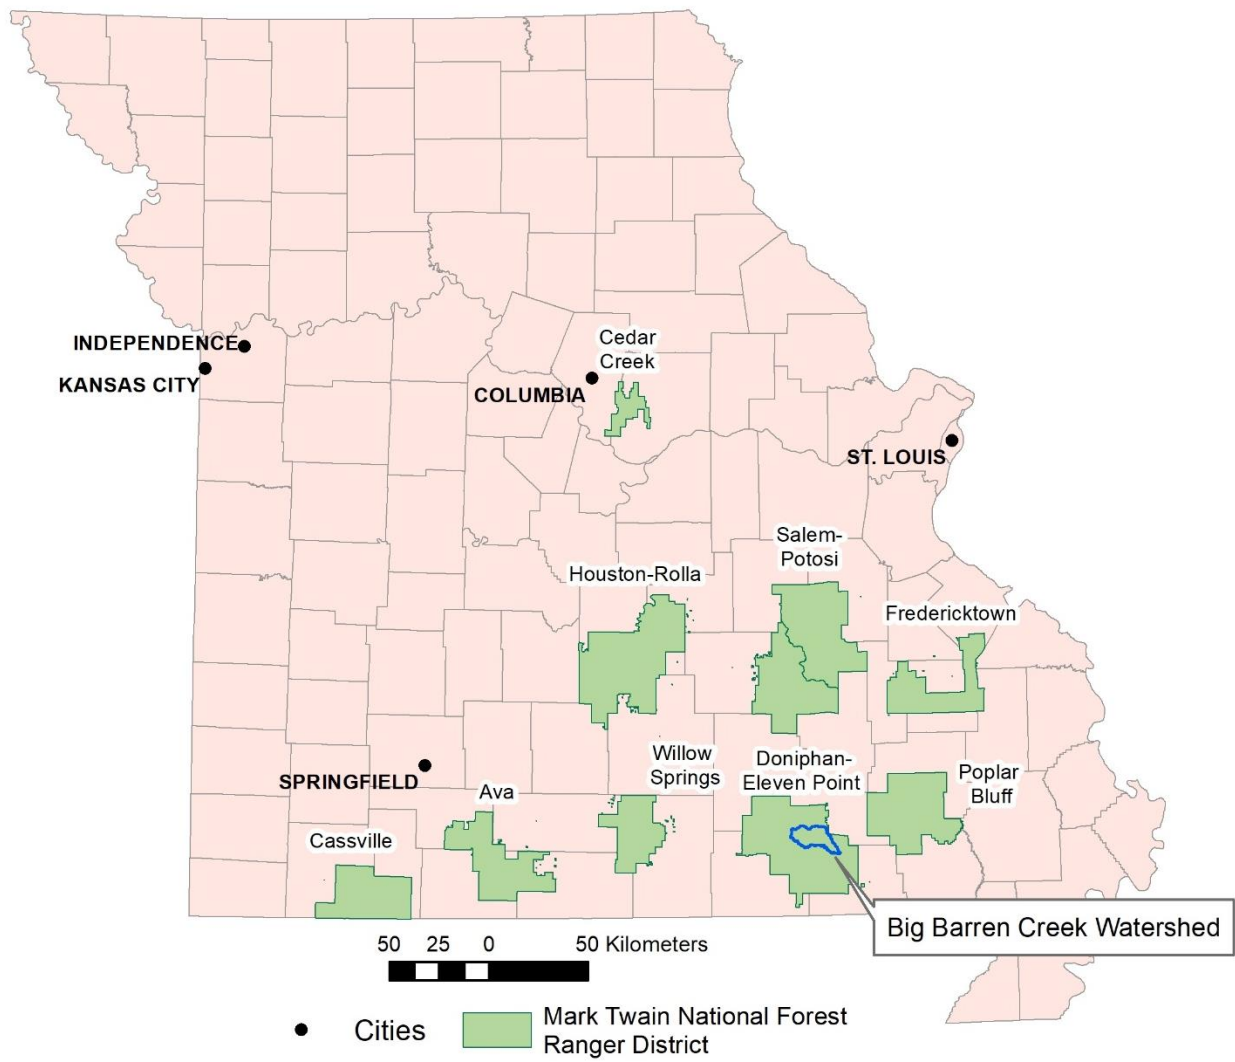 INDEPENDENCE
KANSAS CITY
COLUMBIA
Cedar
Creek
ST. LOUIS
Salem-
Potosi
Houston-Rolla
Fredericktown
Willow
Springs
Doniphan-
Eleven Point
Poplar
Bluff
SPRINGFIELD
Ava
Cassville
Big Barren Creek Watershed
50 25 0 50 Kilometers
Cities
Mark Twain National Forest
Ranger District